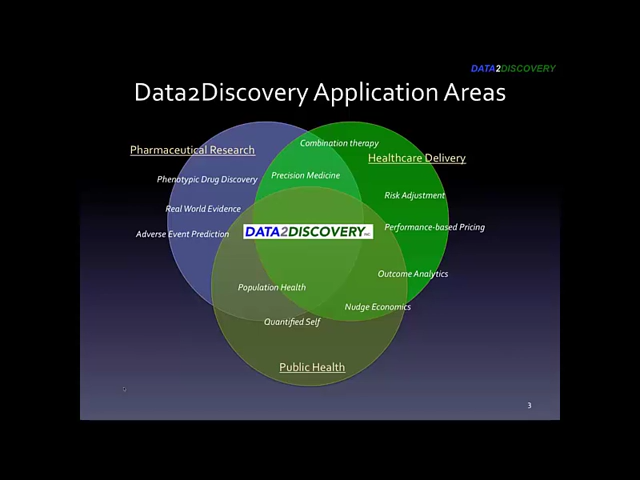 DATA2DISCOVERY
Data2Discovery Application Areas
Combination therapy
Pharmaceutical Research
Healthcare Delivery
Precision Medicine
Phenotypic Drug Discovery
Risk Adjustment
Real World Evidence
Performance-based Pricing
Adverse Event Prediction
DATA2DISCOVERY INC
Outcome Analytics
Population Health
Nudge Economics
Quantified Self
Public Health
3